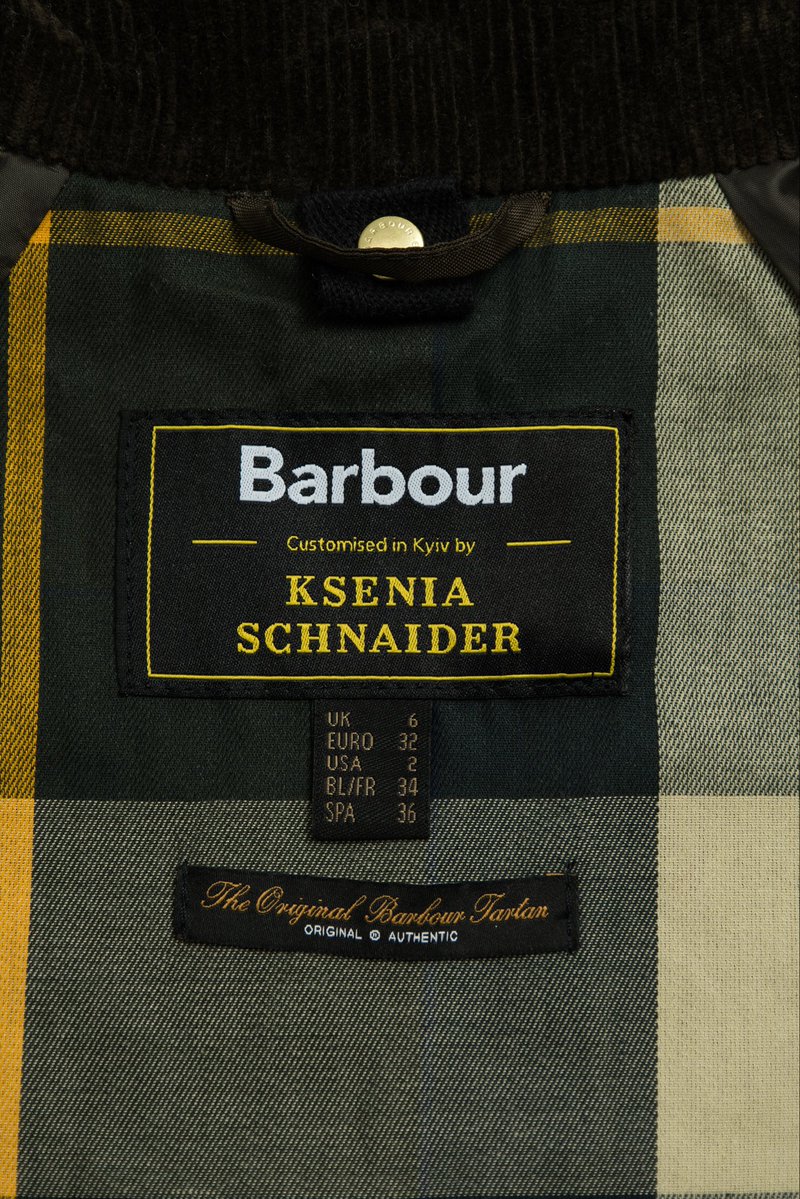 BARBOUR
Barbour
Customised in Kyiv by
KSENIA
SCHNAIDER
UK 6
EURO 32
USA 2
BL/FR 34
SPA 36
The Original Barbour Tartan
ORIGINAL ® AUTHENTIC